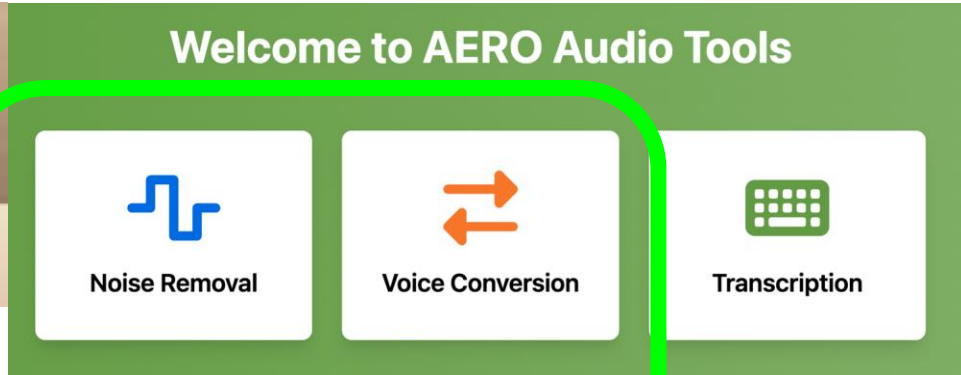 Welcome to AERO Audio Tools
Noise Removal
Voice Conversion
Transcription